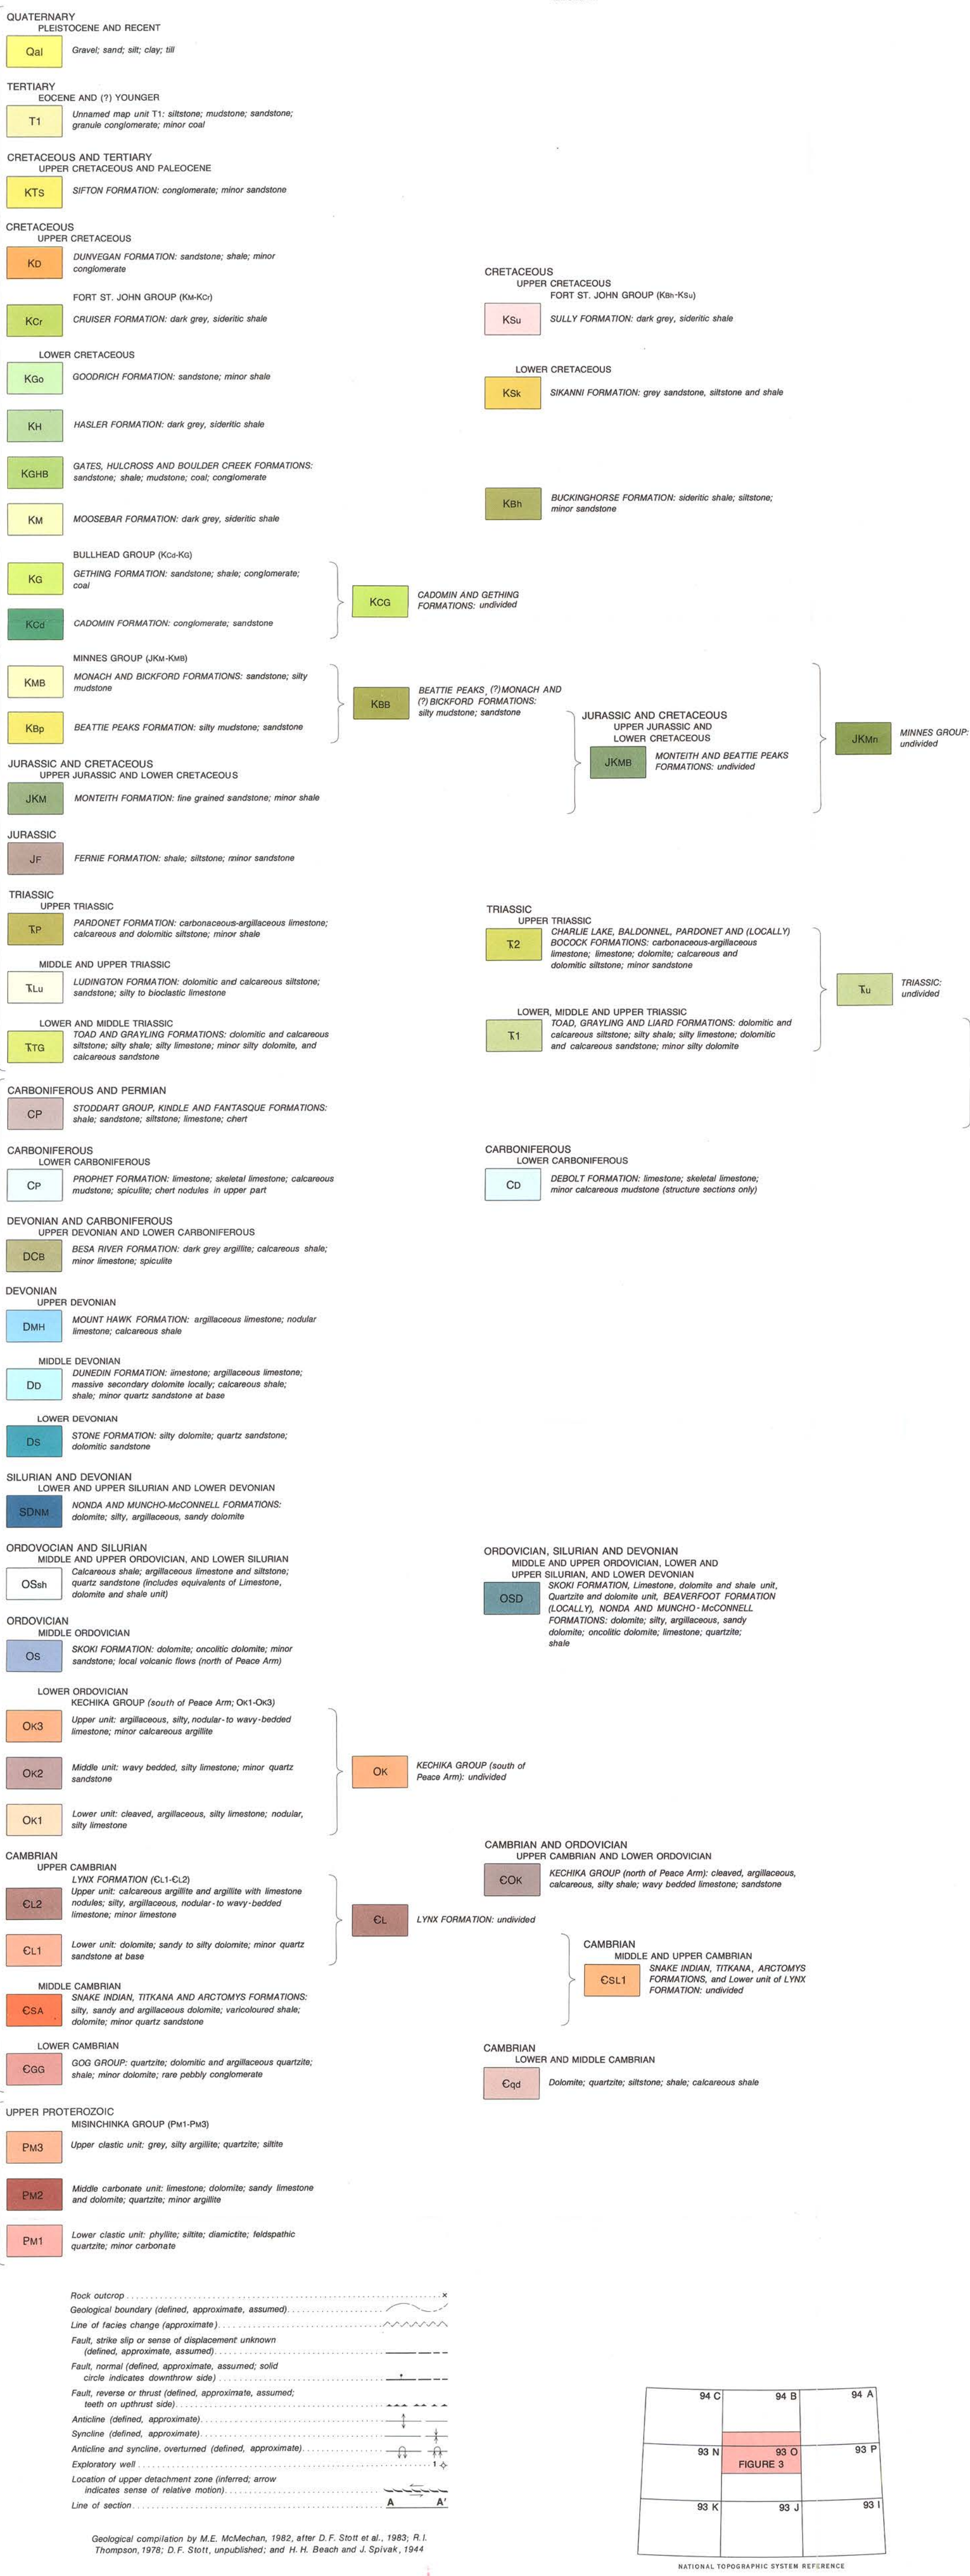 QUATERNARY
PLEISTOCENE AND RECENT
Qal
Gravel; sand; silt; clay; till
TERTIARY
EOCENE AND (?) YOUNGER
T1
Unnamed map unit T1: siltstone; mudstone; sandstone;
granule conglomerate; minor coal
CRETACEOUS AND TERTIARY
UPPER CRETACEOUS AND PALEOCENE
KTS
SIFTON FORMATION: conglomerate; minor sandstone
CRETACEOUS
UPPER CRETACEOUS
KD
DUNVEGAN FORMATION: sandstone; shale; minor
conglomerate
FORT ST. JOHN GROUP (KM-KCr)
KCr
CRUISER FORMATION: dark grey, sideritic shale
LOWER CRETACEOUS
KGo
GOODRICH FORMATION: sandstone; minor shale
KH
HASLER FORMATION: dark grey, sideritic shale
KGHB
GATES, HULCROSS AND BOULDER CREEK FORMATIONS:
sandstone; shale; mudstone; coal; conglomerate
KM
MOOSEBAR FORMATION: dark grey, sideritic shale
BULLHEAD GROUP (KCd-KG)
KG
GETHING FORMATION: sandstone; shale; conglomerate;
coal
KCd
CADOMIN FORMATION: conglomerate; sandstone
KCG
CADOMIN AND GETHING
FORMATIONS: undivided
MINNES GROUP (JKM-KMB)
KMB
MONACH AND BICKFORD FORMATIONS: sandstone; silty
mudstone
KBp
BEATTIE PEAKS FORMATION: silty mudstone; sandstone
KBB
BEATTIE PEAKS, (?)MONACH AND
(?)BICKFORD FORMATIONS:
silty mudstone; sandstone
JURASSIC AND CRETACEOUS
UPPER JURASSIC AND LOWER CRETACEOUS
JKM
MONTEITH FORMATION: fine grained sandstone; minor shale
JURASSIC
JF
FERNIE FORMATION: shale; siltstone; minor sandstone
TRIASSIC
UPPER TRIASSIC
ƮP
PARDONET FORMATION: carbonaceous-argillaceous limestone;
calcareous and dolomitic siltstone; minor shale
MIDDLE AND UPPER TRIASSIC
ƮLu
LUDINGTON FORMATION: dolomitic and calcareous siltstone;
sandstone; silty to bioclastic limestone
LOWER AND MIDDLE TRIASSIC
ƮTG
TOAD AND GRAYLING FORMATIONS: dolomitic and calcareous
siltstone; silty shale; silty limestone; minor silty dolomite, and
calcareous sandstone
CARBONIFEROUS AND PERMIAN
CP
STODDART GROUP, KINDLE AND FANTASQUE FORMATIONS:
shale; sandstone; siltstone; limestone; chert
CARBONIFEROUS
LOWER CARBONIFEROUS
CP
PROPHET FORMATION: limestone; skeletal limestone; calcareous
mudstone; spiculite; chert nodules in upper part
DEVONIAN AND CARBONIFEROUS
UPPER DEVONIAN AND LOWER CARBONIFEROUS
DCB
BESA RIVER FORMATION: dark grey argillite; calcareous shale;
minor limestone; spiculite
DEVONIAN
UPPER DEVONIAN
DMH
MOUNT HAWK FORMATION: argillaceous limestone; nodular
limestone; calcareous shale
MIDDLE DEVONIAN
DD
DUNEDIN FORMATION: limestone; argillaceous limestone;
massive secondary dolomite locally; calcareous shale;
shale; minor quartz sandstone at base
LOWER DEVONIAN
DS
STONE FORMATION: silty dolomite; quartz sandstone;
dolomitic sandstone
SILURIAN AND DEVONIAN
LOWER AND UPPER SILURIAN AND LOWER DEVONIAN
SDNM
NONDA AND MUNCHO-McCONNELL FORMATIONS:
dolomite; silty, argillaceous, sandy dolomite
ORDOVOCIAN AND SILURIAN
MIDDLE AND UPPER ORDOVICIAN, AND LOWER SILURIAN
OSsh
Calcareous shale; argillaceous limestone and siltstone;
quartz sandstone (includes equivalents of Limestone,
dolomite and shale unit)
ORDOVICIAN
MIDDLE ORDOVICIAN
OS
SKOKI FORMATION: dolomite; oncolitic dolomite; minor
sandstone; local volcanic flows (north of Peace Arm)
LOWER ORDOVICIAN
KECHIKA GROUP (south of Peace Arm; OK1-OK3)
OK3
Upper unit: argillaceous, silty, nodular-to wavy-bedded
limestone; minor calcareous argillite
OK2
Middle unit: wavy bedded, silty limestone; minor quartz
sandstone
OK1
Lower unit: cleaved, argillaceous, silty limestone; nodular,
silty limestone
OK
KECHIKA GROUP (south of
Peace Arm): undivided
CAMBRIAN
UPPER CAMBRIAN
LYNX FORMATION (ЄL1-ЄL2)
ЄL2
Upper unit: calcareous argillite and argillite with limestone
nodules; silty, argillaceous, nodular-to wavy-bedded
limestone; minor limestone
ЄL1
Lower unit: dolomite; sandy to silty dolomite; minor quartz
sandstone at base
ЄL
LYNX FORMATION: undivided
MIDDLE CAMBRIAN
ЄSA
SNAKE INDIAN, TITKANA AND ARCTOMYS FORMATIONS:
silty, sandy and argillaceous dolomite; varicoloured shale;
dolomite; minor quartz sandstone
LOWER CAMBRIAN
ЄGG
GOG GROUP: quartzite; dolomitic and argillaceous quartzite;
shale; minor dolomite; rare pebbly conglomerate
UPPER PROTEROZOIC
MISINCHINKA GROUP (PM1-PM3)
PM3
Upper clastic unit: grey, silty argillite; quartzite; siltite
PM2
Middle carbonate unit: limestone; dolomite; sandy limestone
and dolomite; quartzite; minor argillite
PM1
Lower clastic unit: phyllite; siltite; diamictite; feldspathic
quartzite; minor carbonate
CRETACEOUS
UPPER CRETACEOUS
FORT ST. JOHN GROUP (KBh-KSu)
KSu
SULLY FORMATION: dark grey, sideritic shale
LOWER CRETACEOUS
KSk
SIKANNI FORMATION: grey sandstone, siltstone and shale
KBh
BUCKINGHORSE FORMATION: sideritic shale; siltstone;
minor sandstone
JURASSIC AND CRETACEOUS
UPPER JURASSIC AND
LOWER CRETACEOUS
JKMB
MONTEITH AND BEATTIE PEAKS
FORMATIONS: undivided
JKMn
MINNES GROUP:
undivided
TRIASSIC
UPPER TRIASSIC
Ʈ2
CHARLIE LAKE, BALDONNEL, PARDONET AND (LOCALLY)
BOCOCK FORMATIONS: carbonaceous-argillaceous
limestone; limestone; dolomite; calcareous and
dolomitic siltstone; minor sandstone
LOWER, MIDDLE AND UPPER TRIASSIC
Ʈ1
TOAD, GRAYLING AND LIARD FORMATIONS: dolomitic and
calcareous siltstone; silty shale; silty limestone; dolomitic
and calcareous sandstone; minor silty dolomite
Ʈu
TRIASSIC:
undivided
CARBONIFEROUS
LOWER CARBONIFEROUS
CD
DEBOLT FORMATION: limestone; skeletal limestone;
minor calcareous mudstone (structure sections only)
ORDOVICIAN, SILURIAN AND DEVONIAN
MIDDLE AND UPPER ORDOVICIAN, LOWER AND
UPPER SILURIAN, AND LOWER DEVONIAN
OSD
SKOKI FORMATION, Limestone, dolomite and shale unit,
Quartzite and dolomite unit, BEAVERFOOT FORMATION
(LOCALLY), NONDA AND MUNCHO-McCONNELL
FORMATIONS: dolomite; silty, argillaceous, sandy
dolomite; oncolitic dolomite; limestone; quartzite;
shale
CAMBRIAN AND ORDOVICIAN
UPPER CAMBRIAN AND LOWER ORDOVICIAN
ЄOK
KECHIKA GROUP (north of Peace Arm): cleaved, argillaceous,
calcareous, silty shale; wavy bedded limestone; sandstone
CAMBRIAN
MIDDLE AND UPPER CAMBRIAN
ЄSL1
SNAKE INDIAN, TITKANA, ARCTOMYS
FORMATIONS, and Lower unit of LYNX
FORMATION: undivided
CAMBRIAN
LOWER AND MIDDLE CAMBRIAN
Єqd
Dolomite; quartzite; siltstone; shale; calcareous shale
Rock outcrop x
Geological boundary (defined, approximate, assumed)
Line of facies change (approximate)
Fault, strike slip or sense of displacement unknown
(defined, approximate, assumed)
Fault, normal (defined, approximate, assumed; solid
circle indicates downthrow side)
Fault, reverse or thrust (defined, approximate, assumed;
teeth on upthrust side)
Anticline (defined, approximate)
Syncline (defined, approximate)
Anticline and syncline, overturned (defined, approximate)
Exploratory well 1
Location of upper detachment zone (inferred; arrow
indicates sense of relative motion)
Line of section A A'
Geological compilation by M.E. McMechan, 1982, after D.F. Stott et al., 1983; R.I.
Thompson, 1978; D.F. Stott, unpublished; and H.H. Beach and J. Spivak, 1944
94 C 94 B 94 A
93 N 93 O 93 P
FIGURE 3
93 K 93 J 93 I
NATIONAL TOPOGRAPHIC SYSTEM REFERENCE